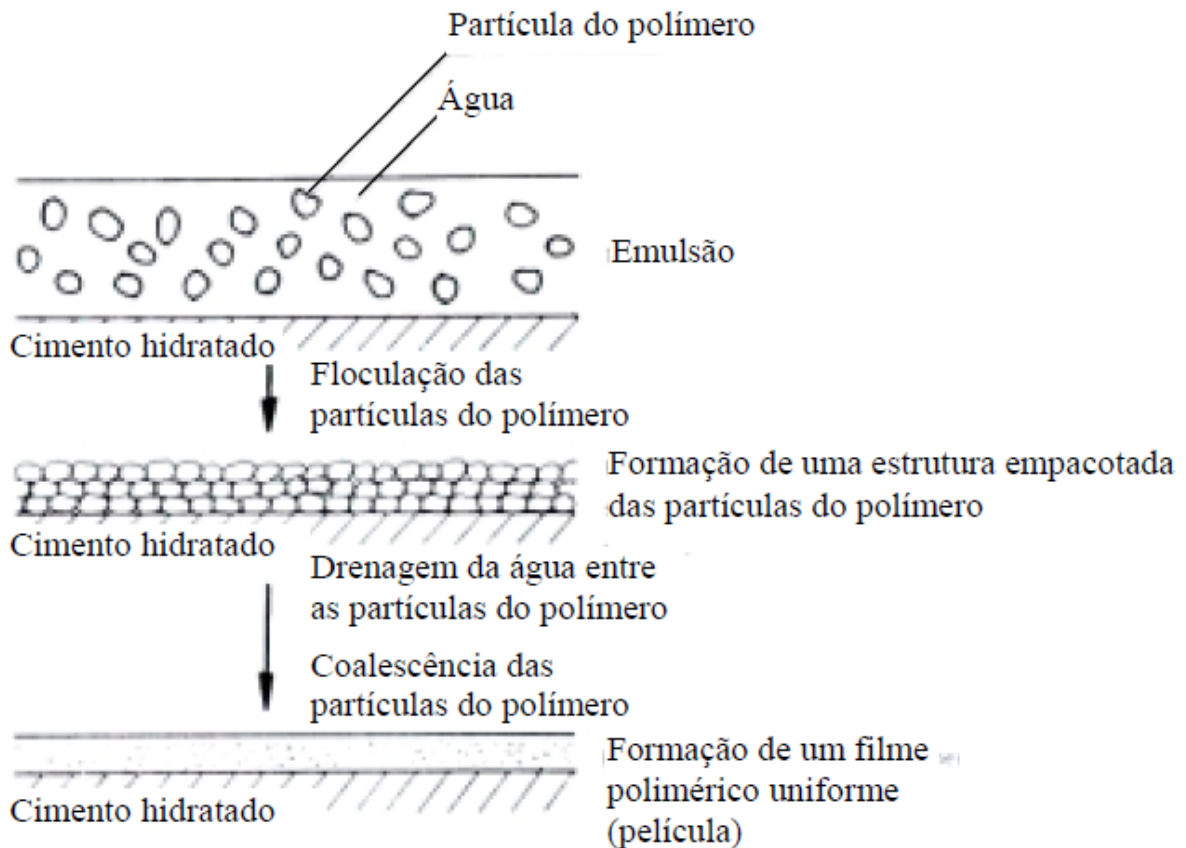 Partícula do polímero
Água
Emulsão
Cimento hidratado
Floculação das
partículas do polímero
Formação de uma estrutura empacotada
das partículas do polímero
Cimento hidratado
Drenagem da água entre
as partículas do polímero
Coalescência das
partículas do polímero
Formação de um filme
polimérico uniforme
(película)
Cimento hidratado